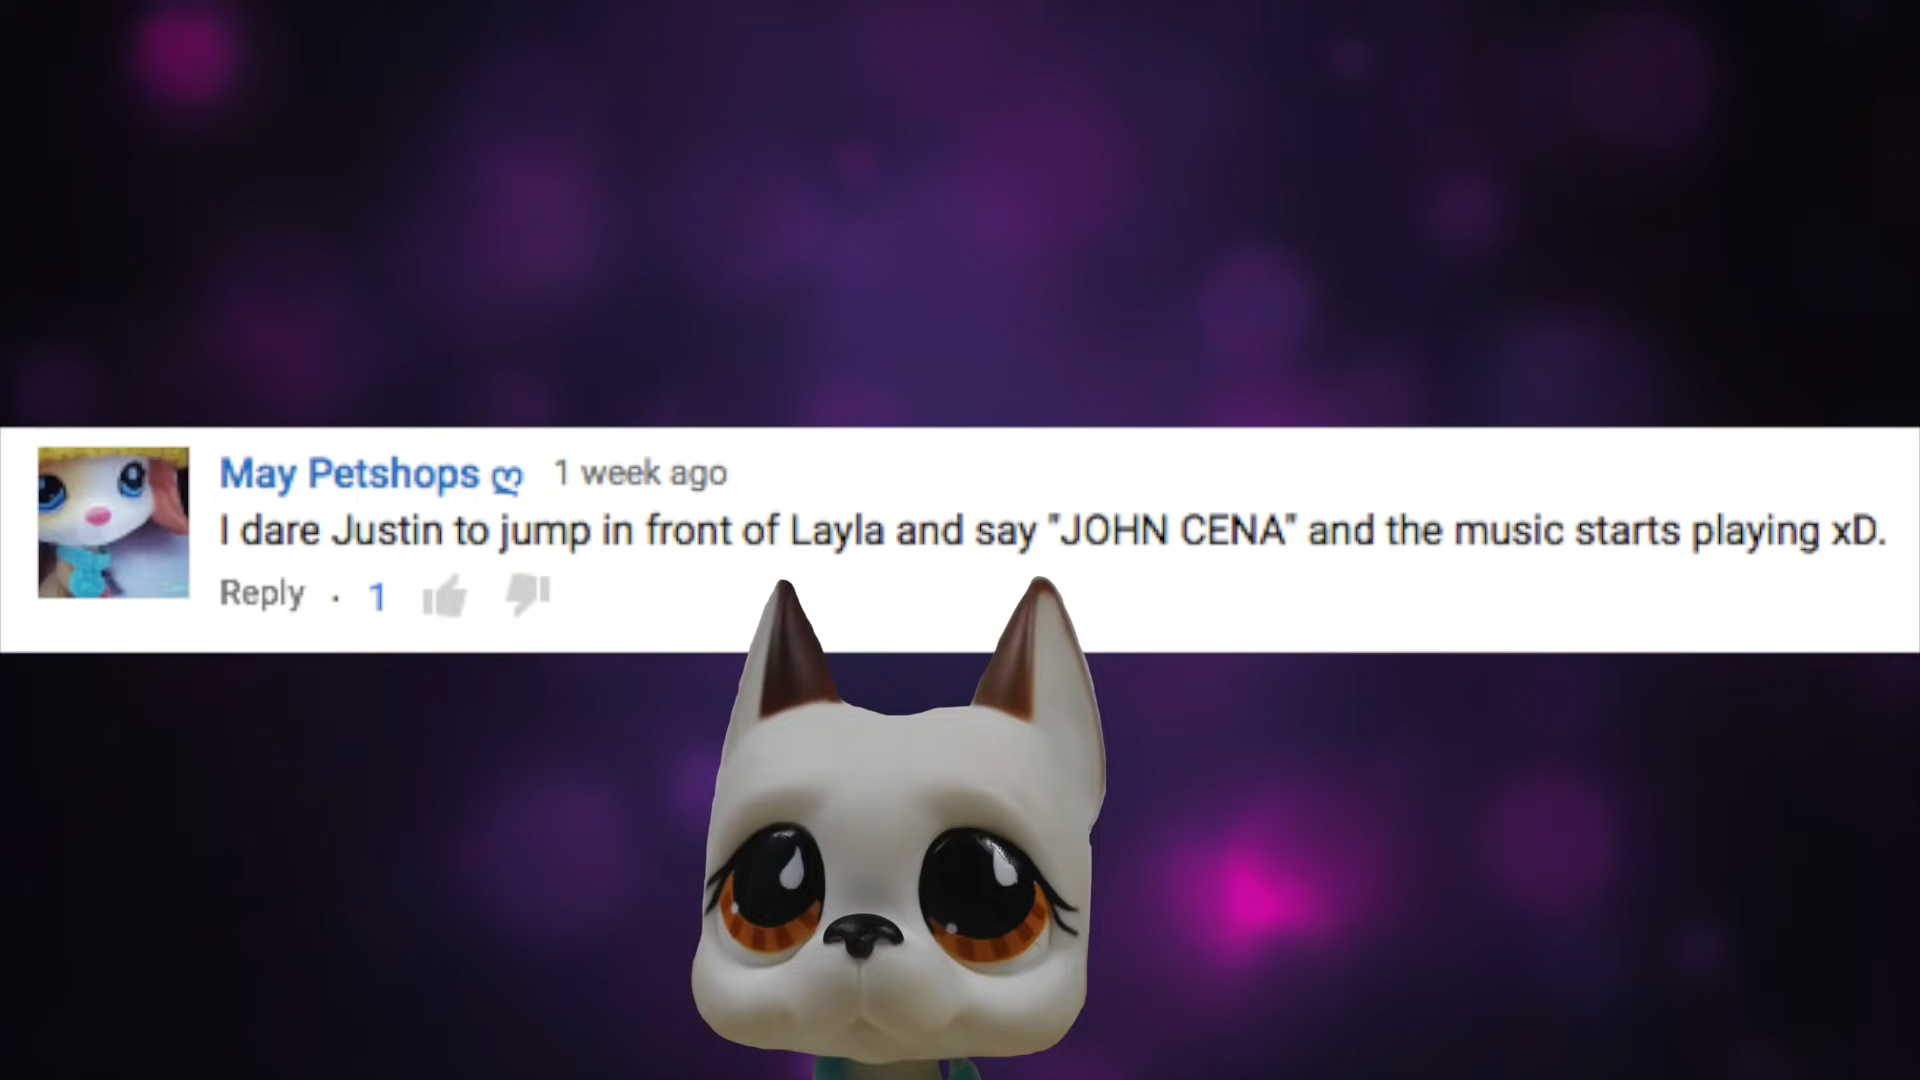 May Petshops ღ 1 week ago
I dare Justin to jump in front of Layla and say "JOHN CENA" and the music starts playing xD.
Reply · 1